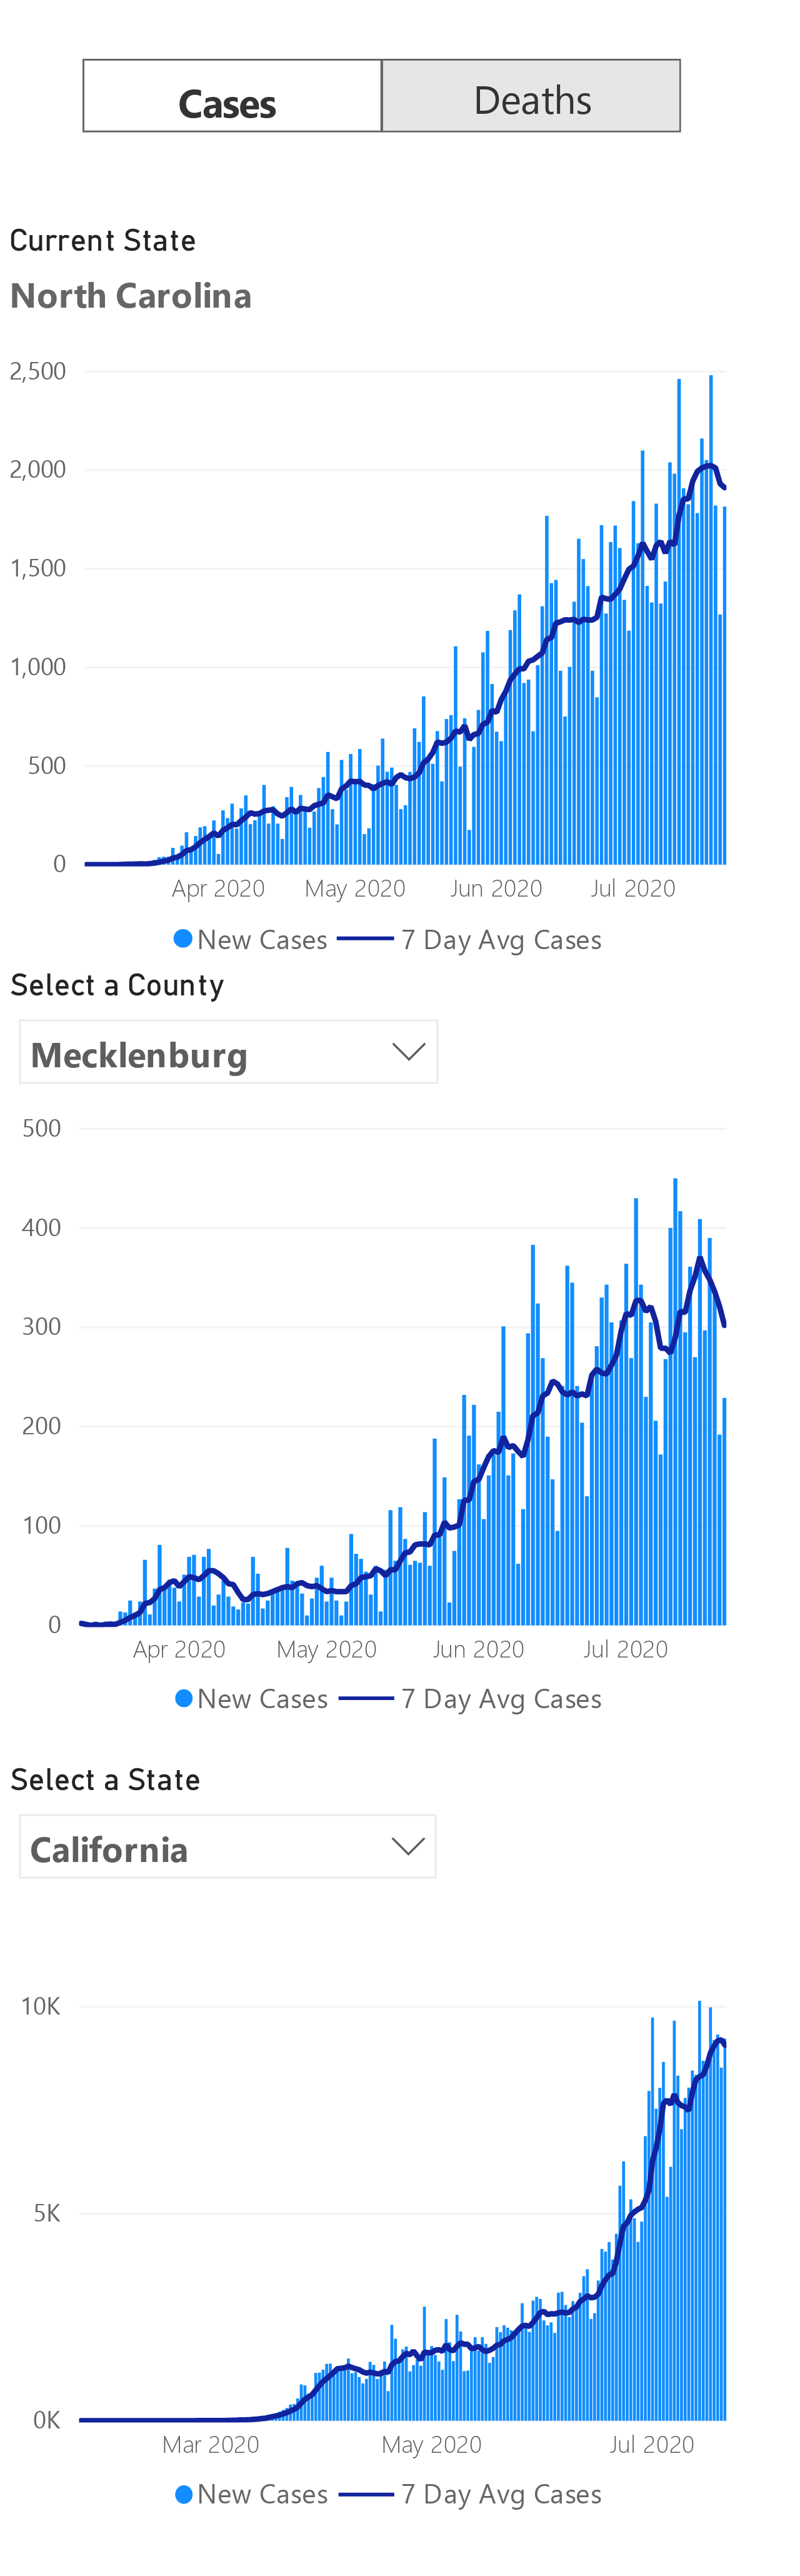 Cases Deaths
Current State
North Carolina
2,500
2,000
1,500
1,000
500
0
Apr 2020 May 2020 Jun 2020 Jul 2020
New Cases 7 Day Avg Cases
Select a County
Mecklenburg
500
400
300
200
100
0
Apr 2020 May 2020 Jun 2020 Jul 2020
New Cases 7 Day Avg Cases
Select a State
California
10K
5K
0K
Mar 2020 May 2020 Jul 2020
New Cases 7 Day Avg Cases